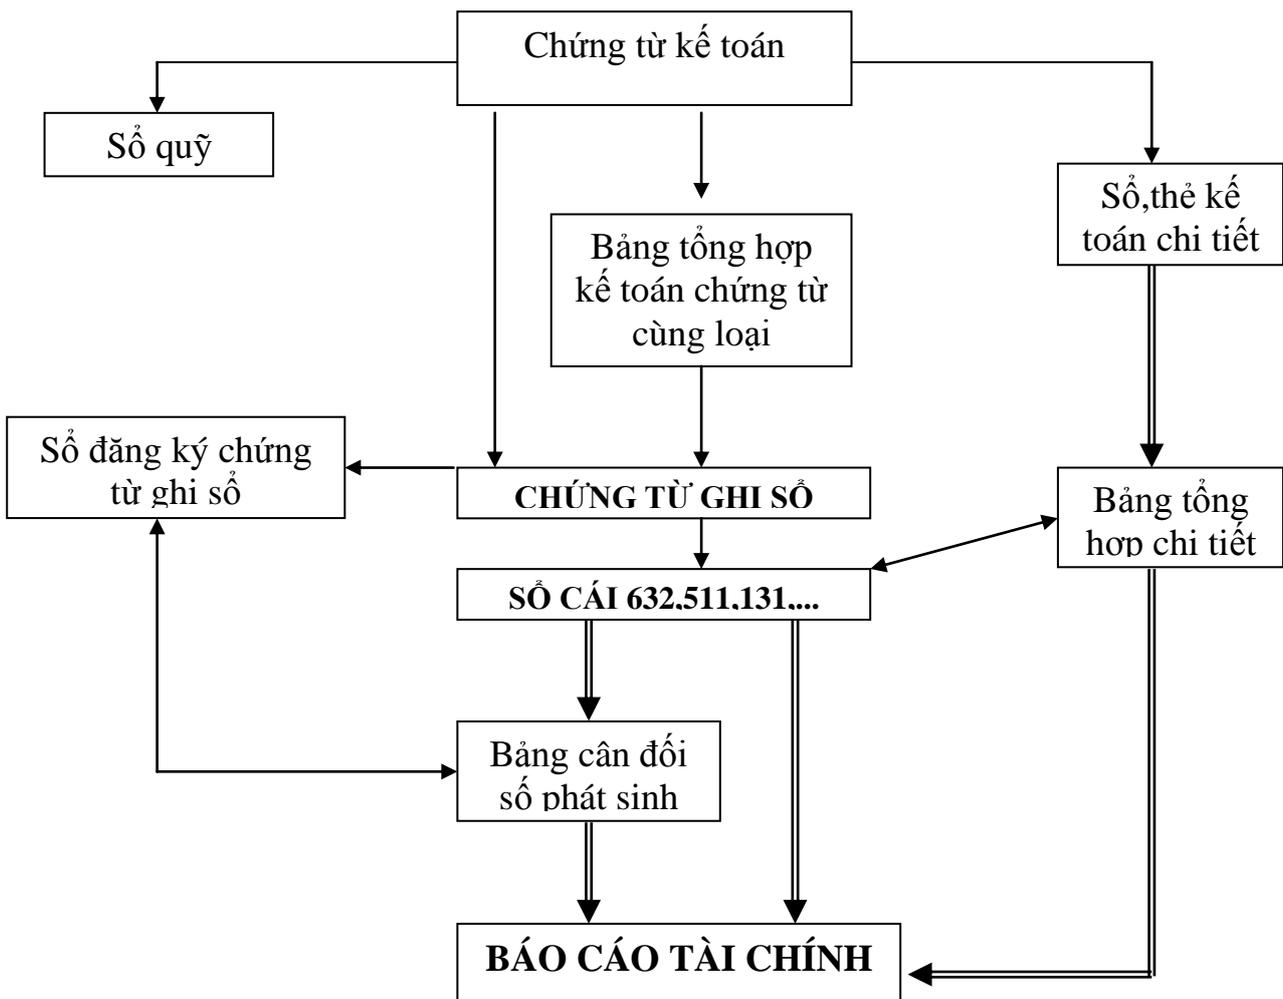 Chứng từ kế toán
Sổ quỹ
Sổ,thẻ kế
toán chi tiết
Bảng tổng hợp
kế toán chứng từ
cùng loại
Sổ đăng ký chứng
từ ghi sổ
CHỨNG TỪ GHI SỔ
Bảng tổng
hợp chi tiết
SỔ CÁI 632,511,131,...
Bảng cân đối
số phát sinh
BÁO CÁO TÀI CHÍNH